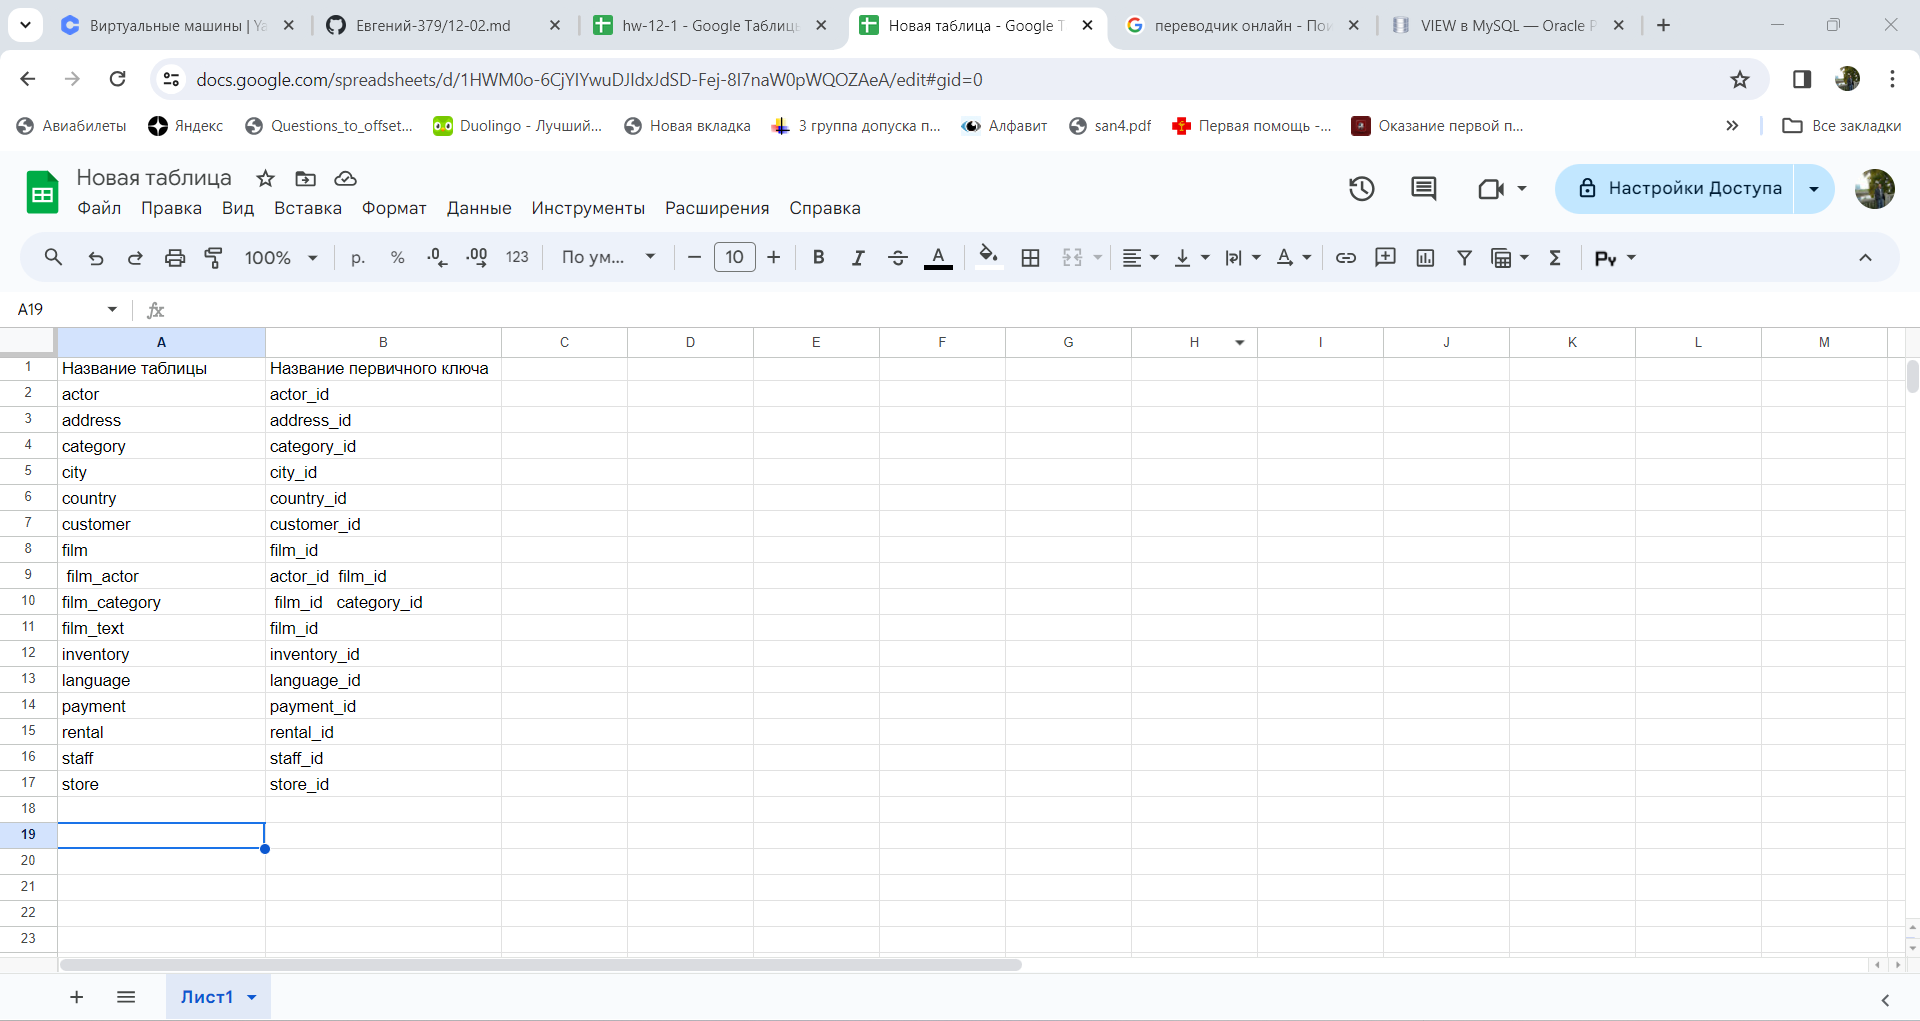 Виртуальные машины | Ya
Евгений-379/12-02.md
hw-12-1 - Google Таблиц
Новая таблица - Google Т
переводчик онлайн - Пои
VIEW в MySQL — Oracle P
docs.google.com/spreadsheets/d/1HWM0o-6CjYIYwuDJIdxJdSD-Fej-8I7naW0pWQOZAeA/edit#gid=0
Авиабилеты
Яндекс
Questions_to_offset...
Duolingo - Лучший...
Новая вкладка
3 группа допуска п...
Алфавит
san4.pdf
Первая помощь -...
Оказание первой п...
Все закладки
Новая таблица
Файл Правка Вид Вставка Формат Данные Инструменты Расширения Справка
Настройки Доступа
100% р. % .0 .00 123 По ум... 10 B I A Σ Ру
A19 fx
A B C D E F G H I J K L M
1 Название таблицы Название первичного ключа
2 actor actor_id
3 address address_id
4 category category_id
5 city city_id
6 country country_id
7 customer customer_id
8 film film_id
9 film_actor actor_id film_id
10 film_category film_id category_id
11 film_text film_id
12 inventory inventory_id
13 language language_id
14 payment payment_id
15 rental rental_id
16 staff staff_id
17 store store_id
18
19
20
21
22
23
Лист1